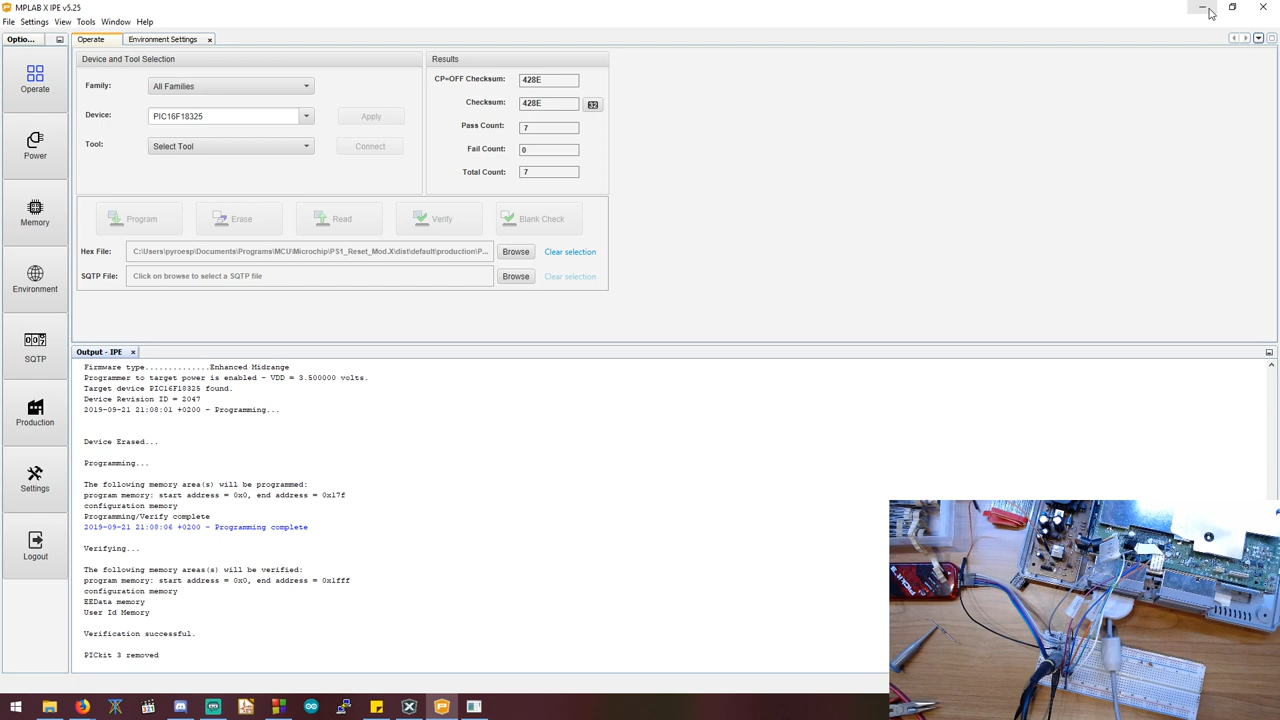 MPLAB X IPE v5.25
File Settings View Tools Window Help
Optio...
Operate
Environment Settings
Operate
Power
Memory
Environment
SQTP
Production
Settings
Logout
Device and Tool Selection
Family: All Families
Device: PIC16F18325 Apply
Tool: Select Tool Connect
Results
CP=OFF Checksum: 428E
Checksum: 428E 32
Pass Count: 7
Fail Count: 0
Total Count: 7
Program Erase Read Verify Blank Check
Hex File: C:\Users\pyroesp\Documents\Programs\MCU\Microchip\PS1_Reset_Mod.X\dist\default\production\P... Browse Clear selection
SQTP File: Click on browse to select a SQTP file Browse Clear selection
Output - IPE
Firmware type..............Enhanced Midrange
Programmer to target power is enabled - VDD = 3.500000 volts.
Target device PIC16F18325 found.
Device Revision ID = 2047
2019-09-21 21:08:01 +0200 - Programming...
Device Erased...
Programming...
The following memory area(s) will be programmed:
program memory: start address = 0x0, end address = 0x17f
configuration memory
Programming/Verify complete
2019-09-21 21:08:06 +0200 - Programming complete
Verifying...
The following memory areas(s) will be verified:
program memory: start address = 0x0, end address = 0x1fff
configuration memory
EEData memory
User Id Memory
Verification successful.
PICkit 3 removed
PICKIT 3